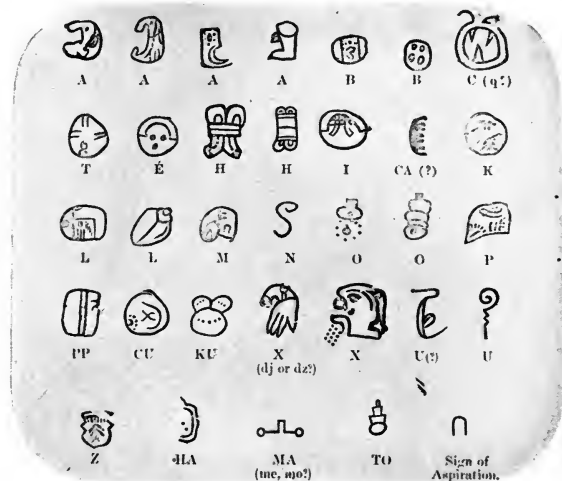 A A A A B B C (q?)
T É H H I CA (?) K
L L M N O O P
PP CU KU X X U(?) U
(dj or dz?)
Z HA MA TO Sign of
(me, mo?) Aspiration.